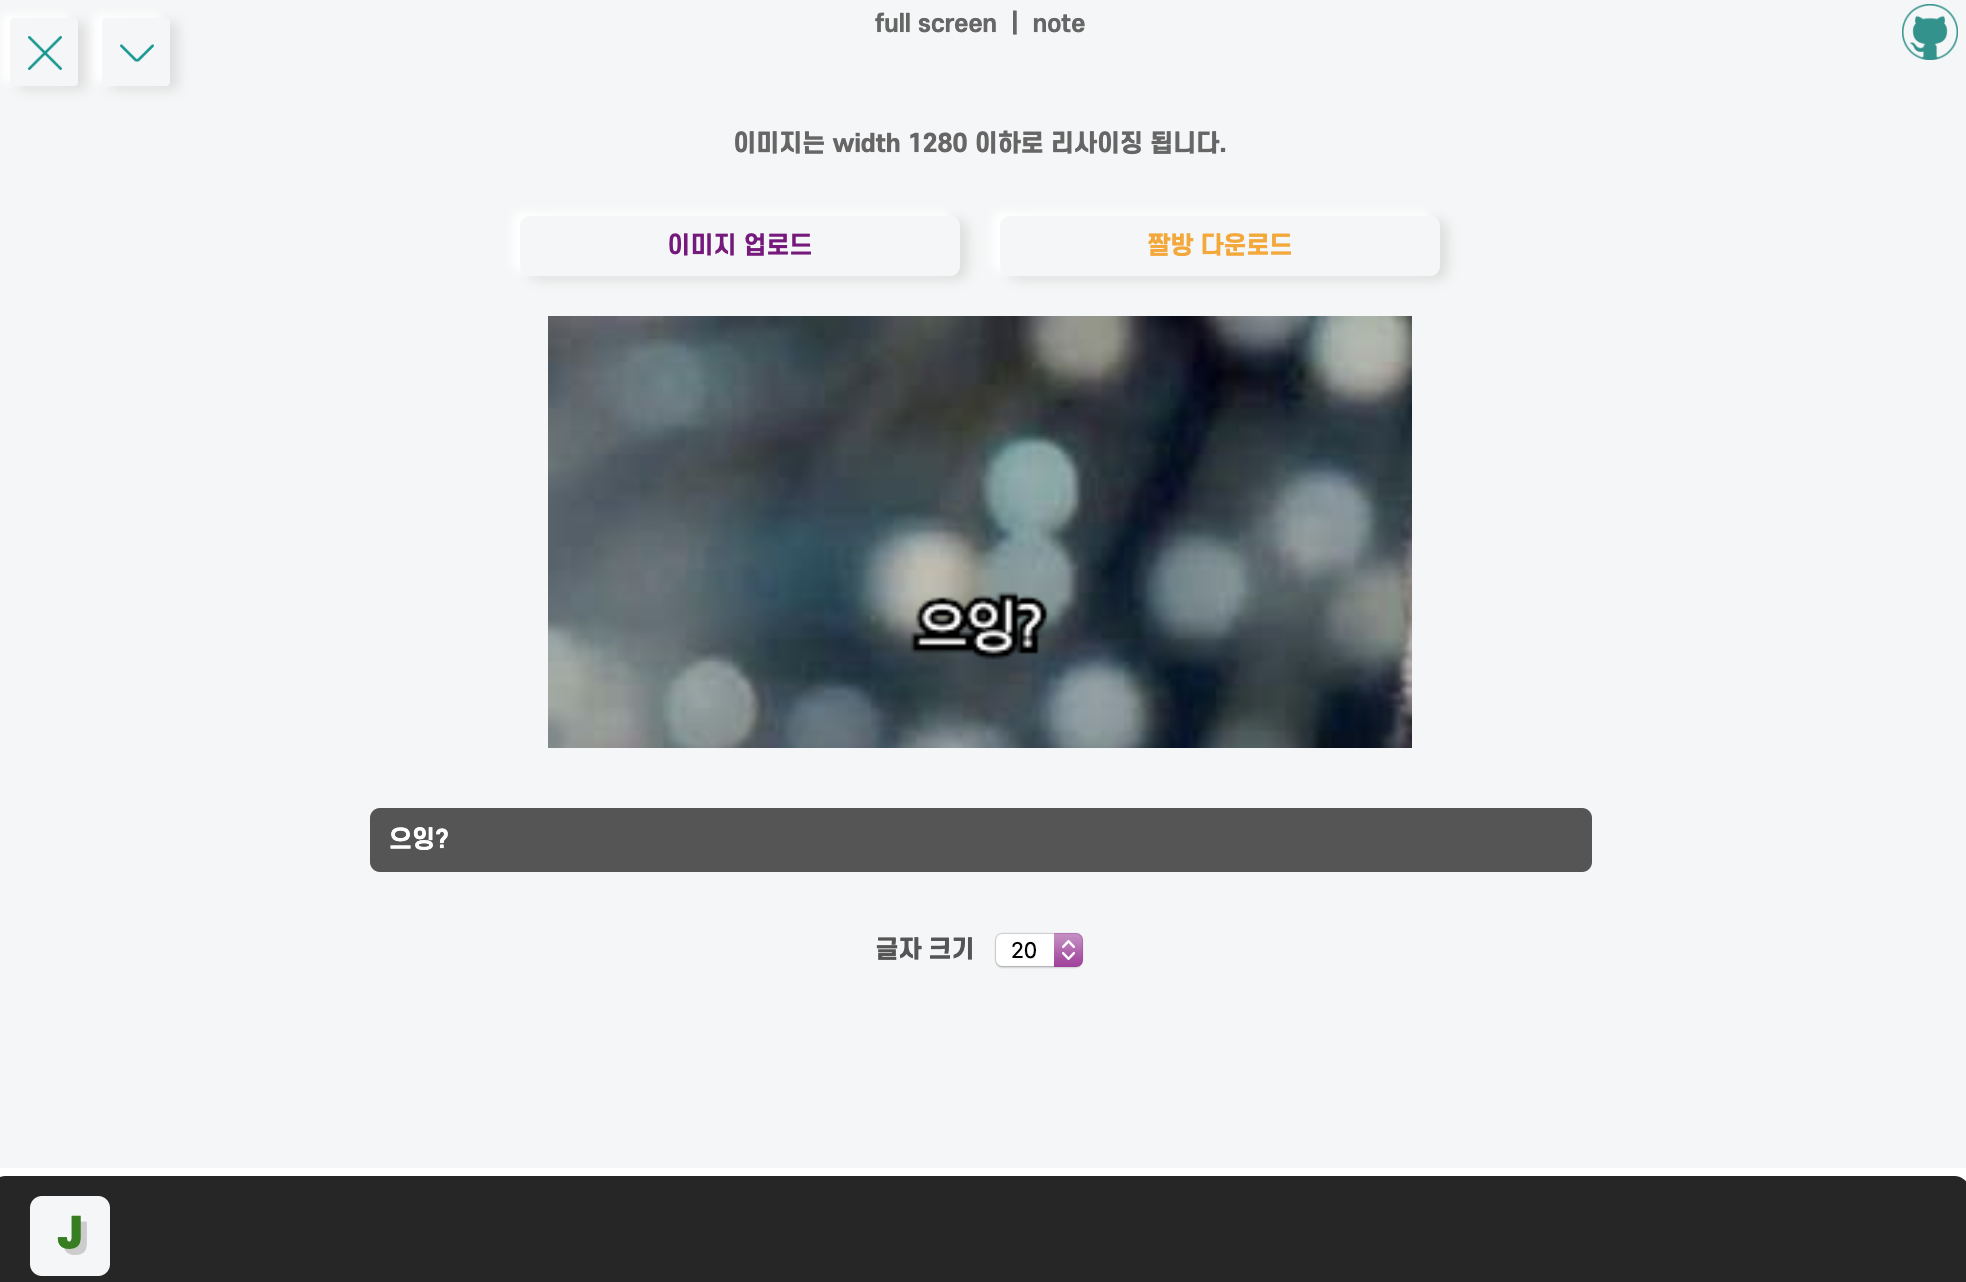 full screen | note
이미지는 width 1280 이하로 리사이징 됩니다.
이미지 업로드
짤방 다운로드
으잉?
으잉?
글자 크기 20
J